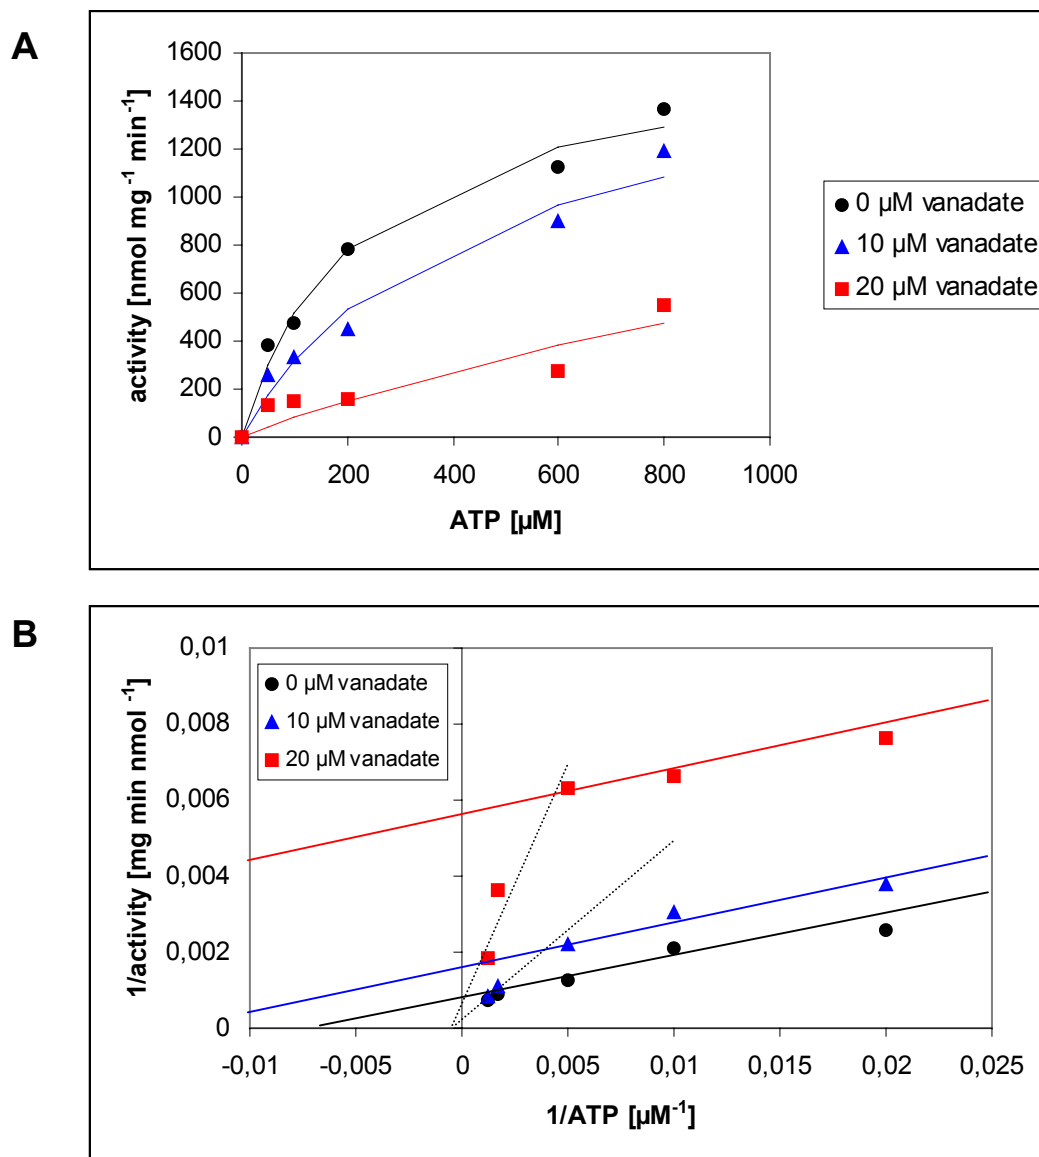 A
1600
1400
1200
1000
800
600
400
200
0
0 200 400 600 800 1000
activity [nmol mg⁻¹ min⁻¹]
ATP [µM]
0 µM vanadate
10 µM vanadate
20 µM vanadate
B
0,01
0,008
0,006
0,004
0,002
0
-0,01 -0,005 0 0,005 0,01 0,015 0,02 0,025
1/activity [mg min nmol ⁻¹]
1/ATP [µM⁻¹]
0 µM vanadate
10 µM vanadate
20 µM vanadate